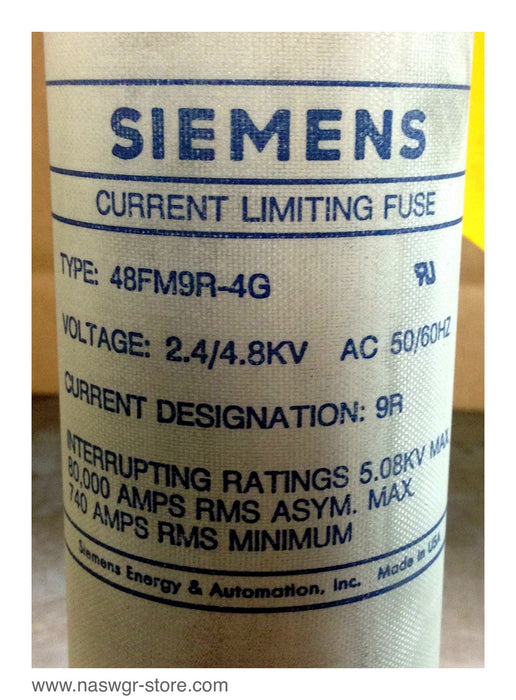 SIEMENS
CURRENT LIMITING FUSE
TYPE: 48FM9R-4G
VOLTAGE: 2.4/4.8KV AC 50/60HZ
CURRENT DESIGNATION: 9R
INTERRUPTING RATINGS 5.08KV MAX
80,000 AMPS RMS ASYM. MAX.
740 AMPS RMS MINIMUM
Siemens Energy & Automation, Inc. Made in USA
www.naswgr-store.com